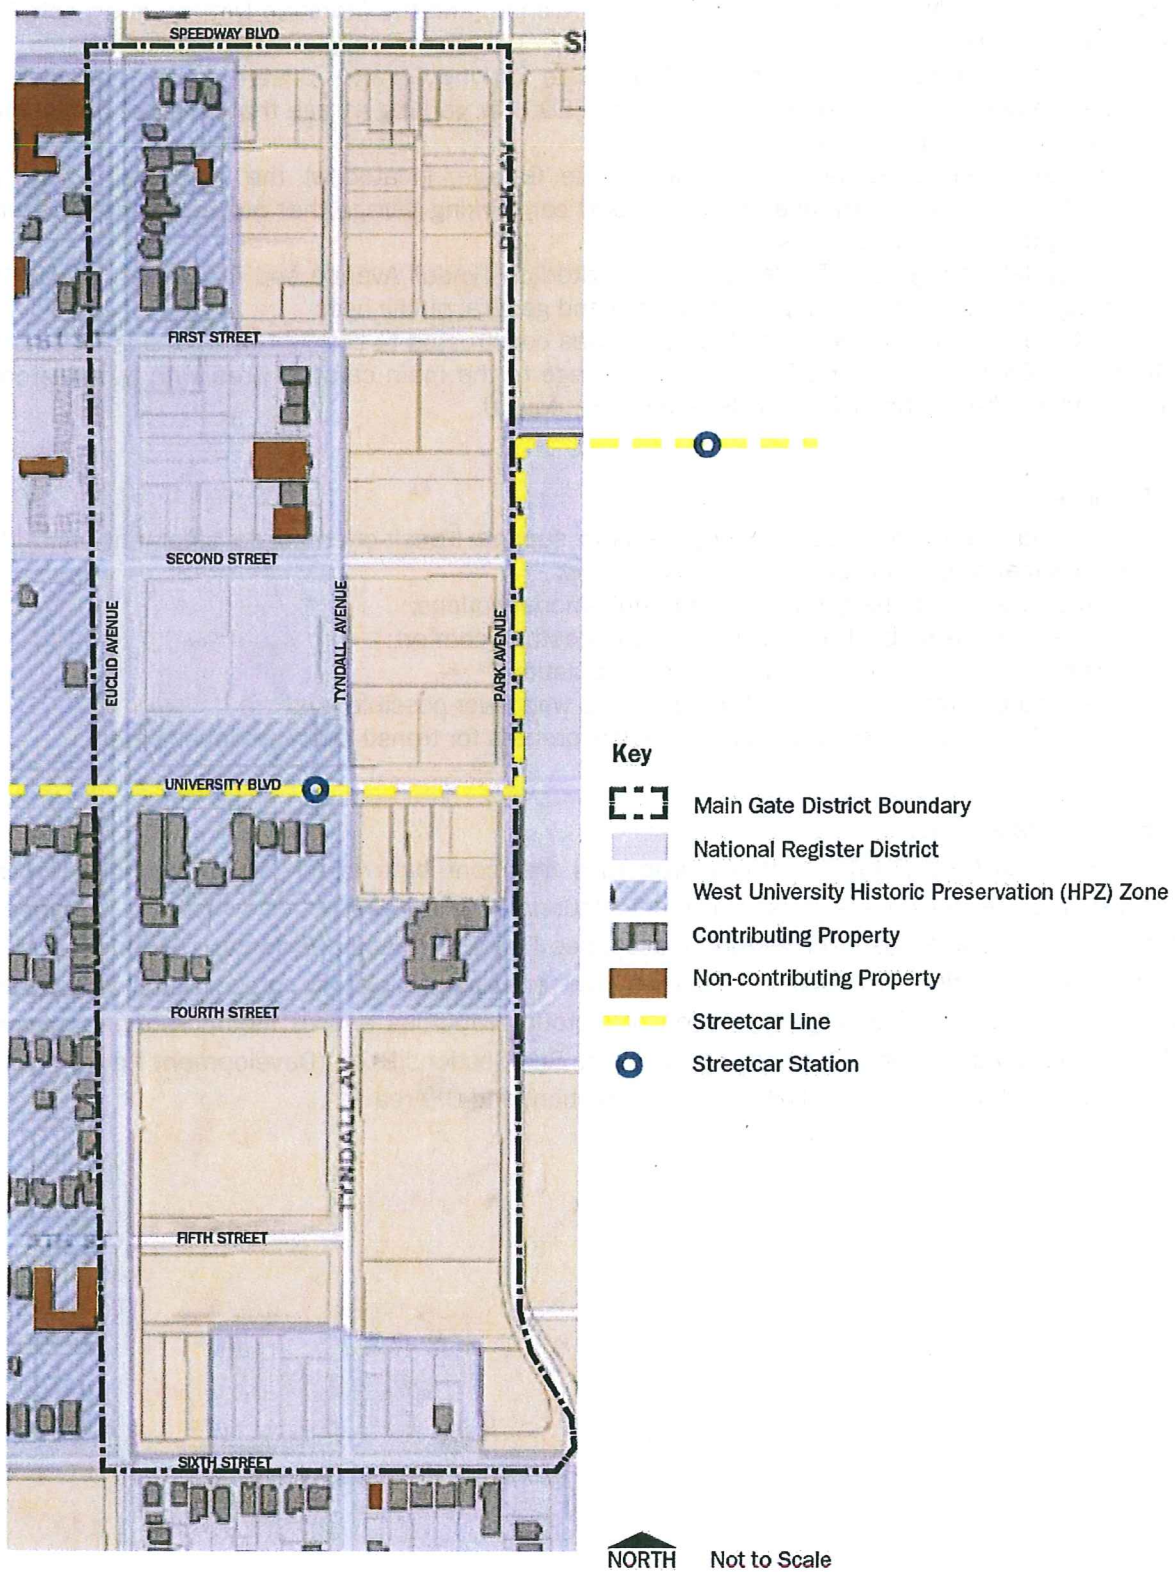 SPEEDWAY BLVD
PARK AV
FIRST STREET
SECOND STREET
EUCLID AVENUE
TYNDALL AVENUE
PARK AVENUE
UNIVERSITY BLVD
FOURTH STREET
TYNDALL AV
FIFTH STREET
SIXTH STREET
Key
Main Gate District Boundary
National Register District
West University Historic Preservation (HPZ) Zone
Contributing Property
Non-contributing Property
Streetcar Line
Streetcar Station
NORTH Not to Scale